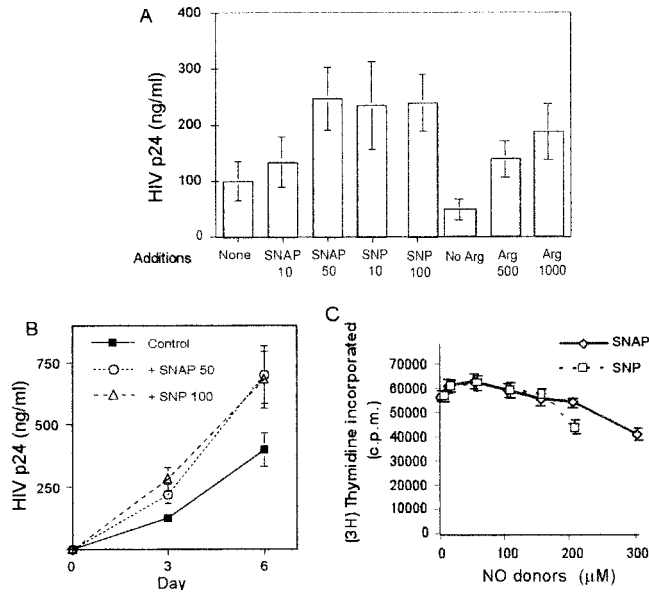 A
HIV p24 (ng/ml)
400
300
200
100
0
Additions
None
SNAP 10
SNAP 50
SNP 10
SNP 100
No Arg
Arg 500
Arg 1000
B
HIV p24 (ng/ml)
750
500
250
0
3
6
Day
Control
+ SNAP 50
+ SNP 100
C
[3H) Thymidine incorporated
(c.p.m.)
70000
60000
50000
40000
30000
20000
10000
0
0
100
200
300
NO donors (μM)
SNAP
SNP